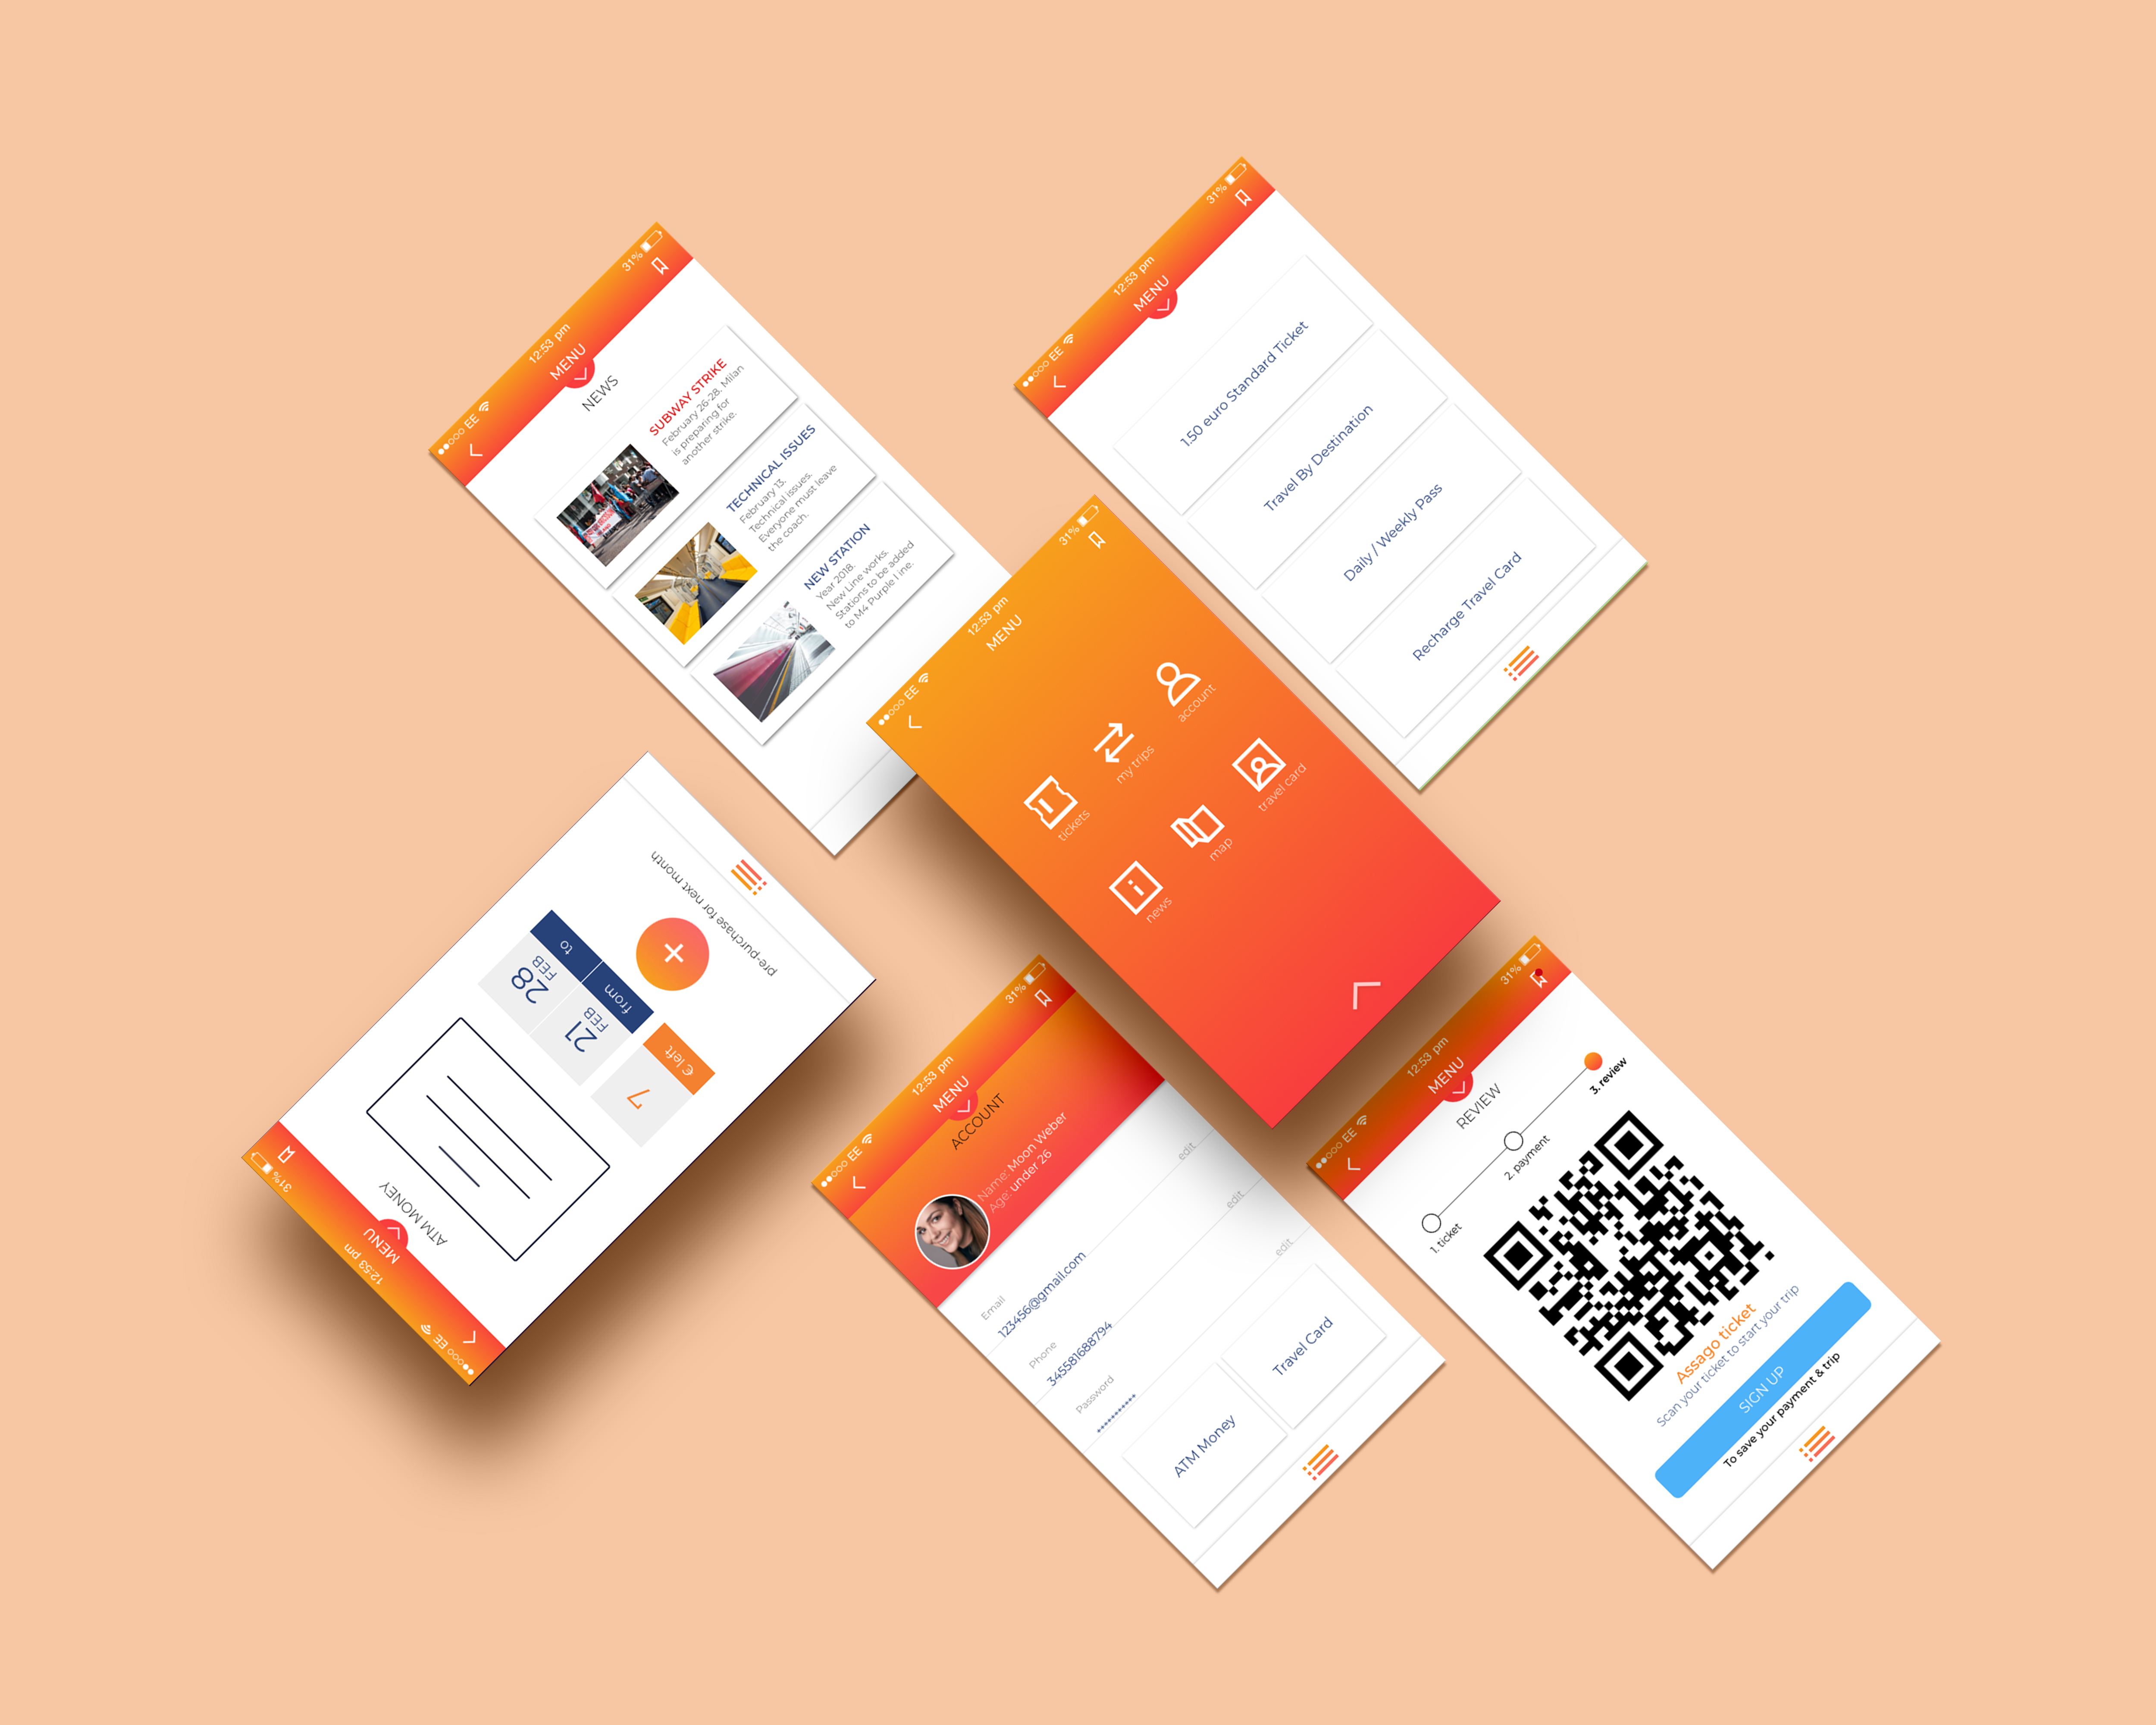 ●●○○○ EE 12:53 pm 31%
MENU
NEWS
SUBWAY STRIKE
February 26-28. Milan
is preparing for
another strike.
TECHNICAL ISSUES
February 13.
Technical issues.
Everyone must leave
the coach.
NEW STATION
Year 2018.
New Line works.
Stations to be added
to M4 Purple Line.
●●○○○ EE 12:53 pm 31%
MENU
1.50 euro Standard Ticket
Travel By Destination
Daily / Weekly Pass
Recharge Travel Card
●●○○○ EE 12:53 pm 31%
MENU
tickets
my trips
account
news
map
travel card
●●○○○ EE 12:53 pm 31%
MENU
ATM MONEY
7
€ left
21
FEB
from
28
FEB
to
pre-purchase for next month
●●○○○ EE 12:53 pm 31%
MENU
ACCOUNT
Name: Moon Weber
Age: under 26
Email
123456@gmail.com
edit
Phone
345581688794
edit
Password
edit
ATM Money
Travel Card
●●○○○ EE 12:53 pm 31%
MENU
REVIEW
1. ticket
2. payment
3. review
Assago ticket
Scan your ticket to start your trip
SIGN UP
To save your payment & trip